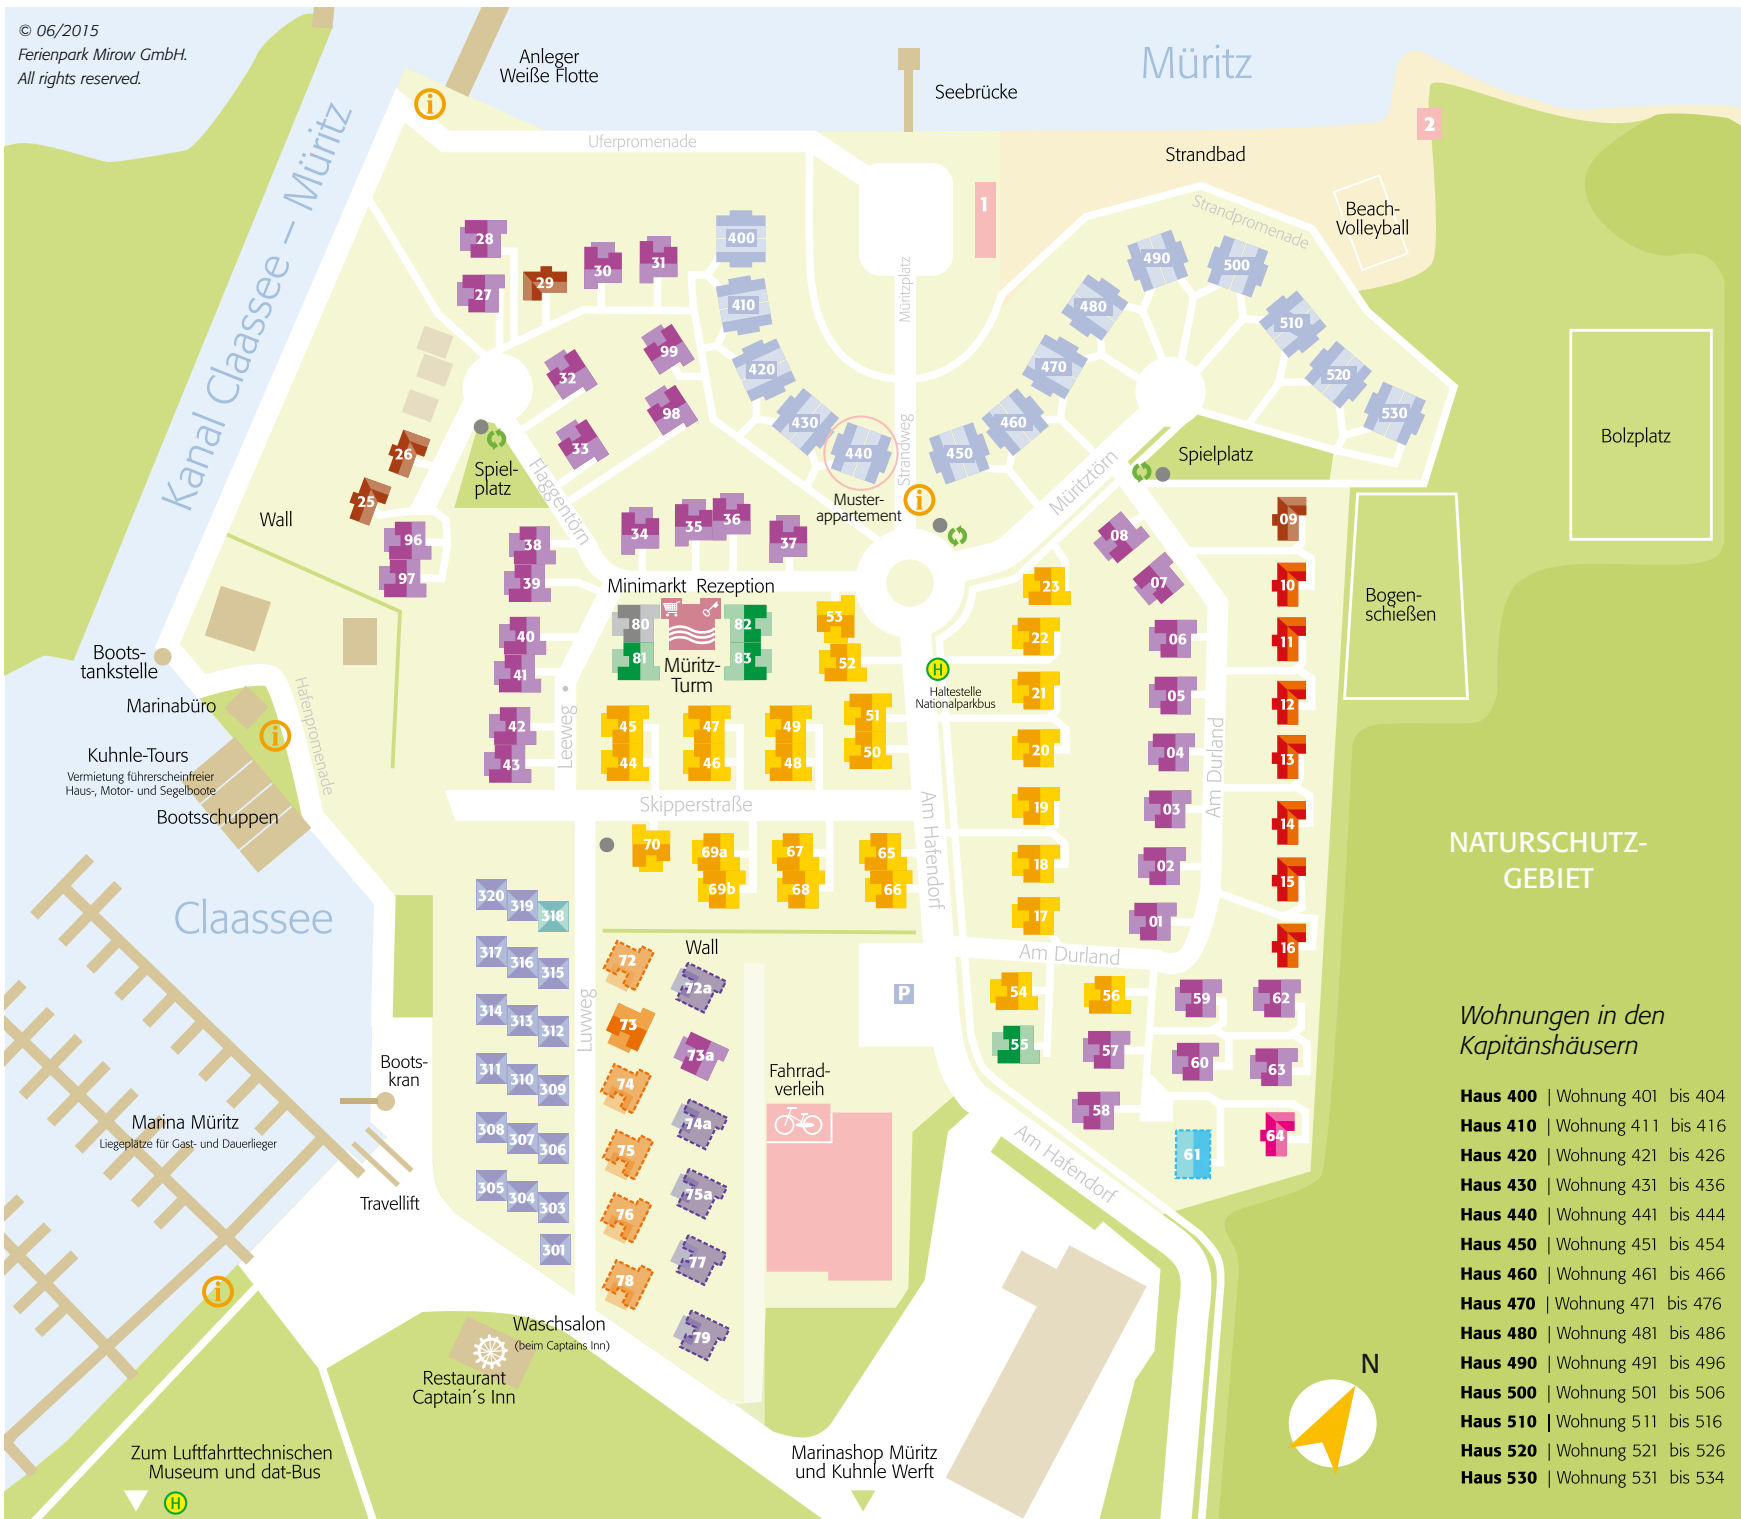 © 06/2015
Ferienpark Mirow GmbH.
All rights reserved.
Anleger
Weiße Flotte
Seebrücke
Müritz
Kanal Claassee – Müritz
Uferpromenade
Strandbad
Strandpromenade
Beach-
Volleyball
Müritzplatz
Strandweg
1
2
28
27
29
30
31
32
33
99
98
400
410
420
430
440
450
460
470
480
490
500
510
520
530
Muster-
appartement
Spielplatz
Bolzplatz
Müritztörn
Flaggentörn
Spiel-
platz
Wall
26
25
96
97
38
39
34
35
36
37
40
41
42
43
Minimarkt Rezeption
80
81
82
83
Müritz-
Turm
53
52
51
50
Leeweg
45
44
47
46
49
48
Haltestelle
Nationalparkbus
H
23
22
21
20
19
18
17
08
07
06
05
04
03
02
01
Am Durland
09
10
11
12
13
14
15
16
Bogen-
schießen
NATURSCHUTZ-
GEBIET
Boots-
tankstelle
Marinabüro
Hafenpromenade
Kuhnle-Tours
Vermietung führerscheinfreier
Haus-, Motor- und Segelboote
Bootsschuppen
Claassee
Skipperstraße
Am Hafendorf
70
69a
69b
67
68
65
66
320
319
318
317
316
315
314
313
312
311
310
309
308
307
306
305
304
303
301
Luvweg
Wall
72
73
74
75
76
78
72a
73a
74a
75a
77
79
P
Fahrrad-
verleih
Am Durland
54
55
56
57
58
59
60
61
62
63
64
Am Hafendorf
Boots-
kran
Marina Müritz
Liegeplätze für Gast- und Dauerlieger
Travellift
Waschsalon
(beim Captains Inn)
Restaurant
Captain´s Inn
Zum Luftfahrttechnischen
Museum und dat-Bus
H
Marinashop Müritz
und Kuhnle Werft
N
Wohnungen in den
Kapitänshäusern
Haus 400 | Wohnung 401 bis 404
Haus 410 | Wohnung 411 bis 416
Haus 420 | Wohnung 421 bis 426
Haus 430 | Wohnung 431 bis 436
Haus 440 | Wohnung 441 bis 444
Haus 450 | Wohnung 451 bis 454
Haus 460 | Wohnung 461 bis 466
Haus 470 | Wohnung 471 bis 476
Haus 480 | Wohnung 481 bis 486
Haus 490 | Wohnung 491 bis 496
Haus 500 | Wohnung 501 bis 506
Haus 510 | Wohnung 511 bis 516
Haus 520 | Wohnung 521 bis 526
Haus 530 | Wohnung 531 bis 534